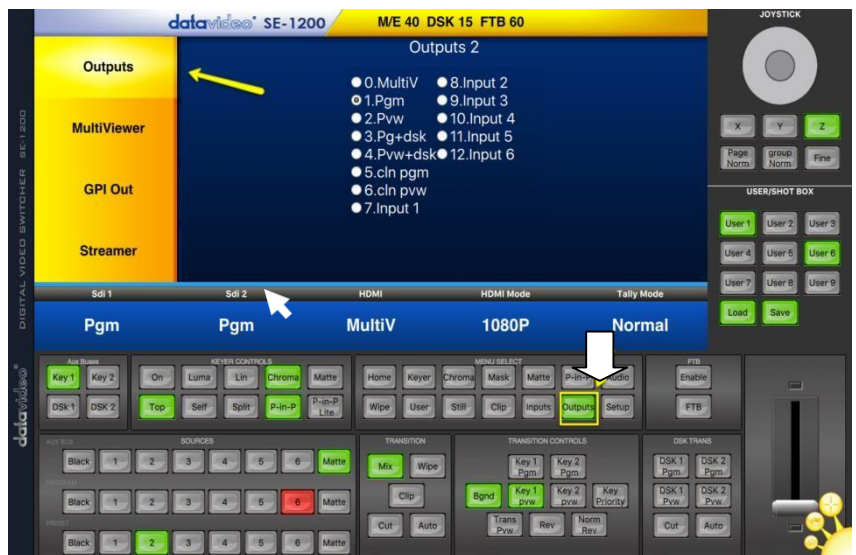 datavideo® SE-1200
M/E 40 DSK 15 FTB 60
JOYSTICK
Outputs
MultiViewer
GPI Out
Streamer
Outputs 2
0.MultiV 8.Input 2
1.Pgm 9.Input 3
2.Pvw 10.Input 4
3.Pg+dsk 11.Input 5
4.Pvw+dsk 12.Input 6
5.cln pgm
6.cln pvw
7.Input 1
X Y Z
Page Norm group Norm Fine
USER/SHOT BOX
User 1 User 2 User 3
User 4 User 5 User 6
User 7 User 8 User 9
Load Save
DIGITAL VIDEO SWITCHER SE-1200
datavideo
Sdi 1 Sdi 2 HDMI HDMI Mode Tally Mode
Pgm Pgm MultiV 1080P Normal
Aux Buses KEYER CONTROLS MENU SELECT FTB
Key 1 Key 2 On Luma Lin Chroma Matte Home Keyer Chroma Mask Matte P-in-P Enable
DSk 1 DSK 2 Top Self Split P-in-P P-in-P Lite Wipe User Still Clip Inputs Outputs Setup FTB
AUX BUS SOURCES TRANSITION TRANSITION CONTROLS DSK TRANS
Black 1 2 3 4 5 6 Matte Mix Wipe Key 1 Pgm Key 2 Pgm DSK 1 Pgm DSK 2 Pgm
PROGRAM
Black 1 2 3 4 5 6 Matte Clip Bgnd Key 1 pvw Key 2 pvw Key Priority DSK 1 Pvw DSK 2 Pvw
PRESET
Black 1 2 3 4 5 6 Matte Cut Auto Trans Pvw Rev Norm Rev Cut Auto